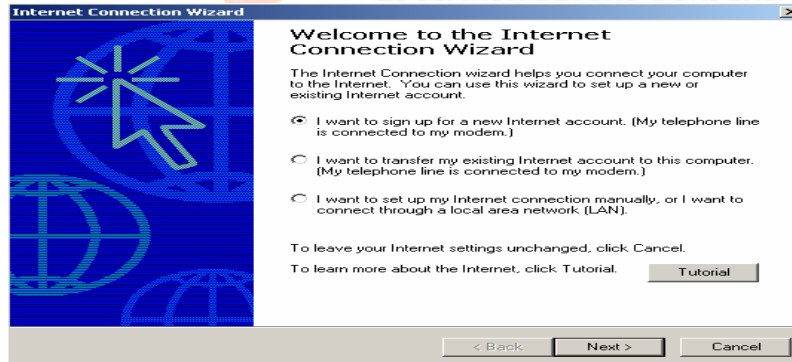 Internet Connection Wizard
Welcome to the Internet
Connection Wizard
The Internet Connection wizard helps you connect your computer
to the Internet. You can use this wizard to set up a new or
existing Internet account.
I want to sign up for a new Internet account. (My telephone line
is connected to my modem.)
I want to transfer my existing Internet account to this computer.
(My telephone line is connected to my modem.)
I want to set up my Internet connection manually, or I want to
connect through a local area network (LAN).
To leave your Internet settings unchanged, click Cancel.
To learn more about the Internet, click Tutorial.
Tutorial
< Back
Next >
Cancel